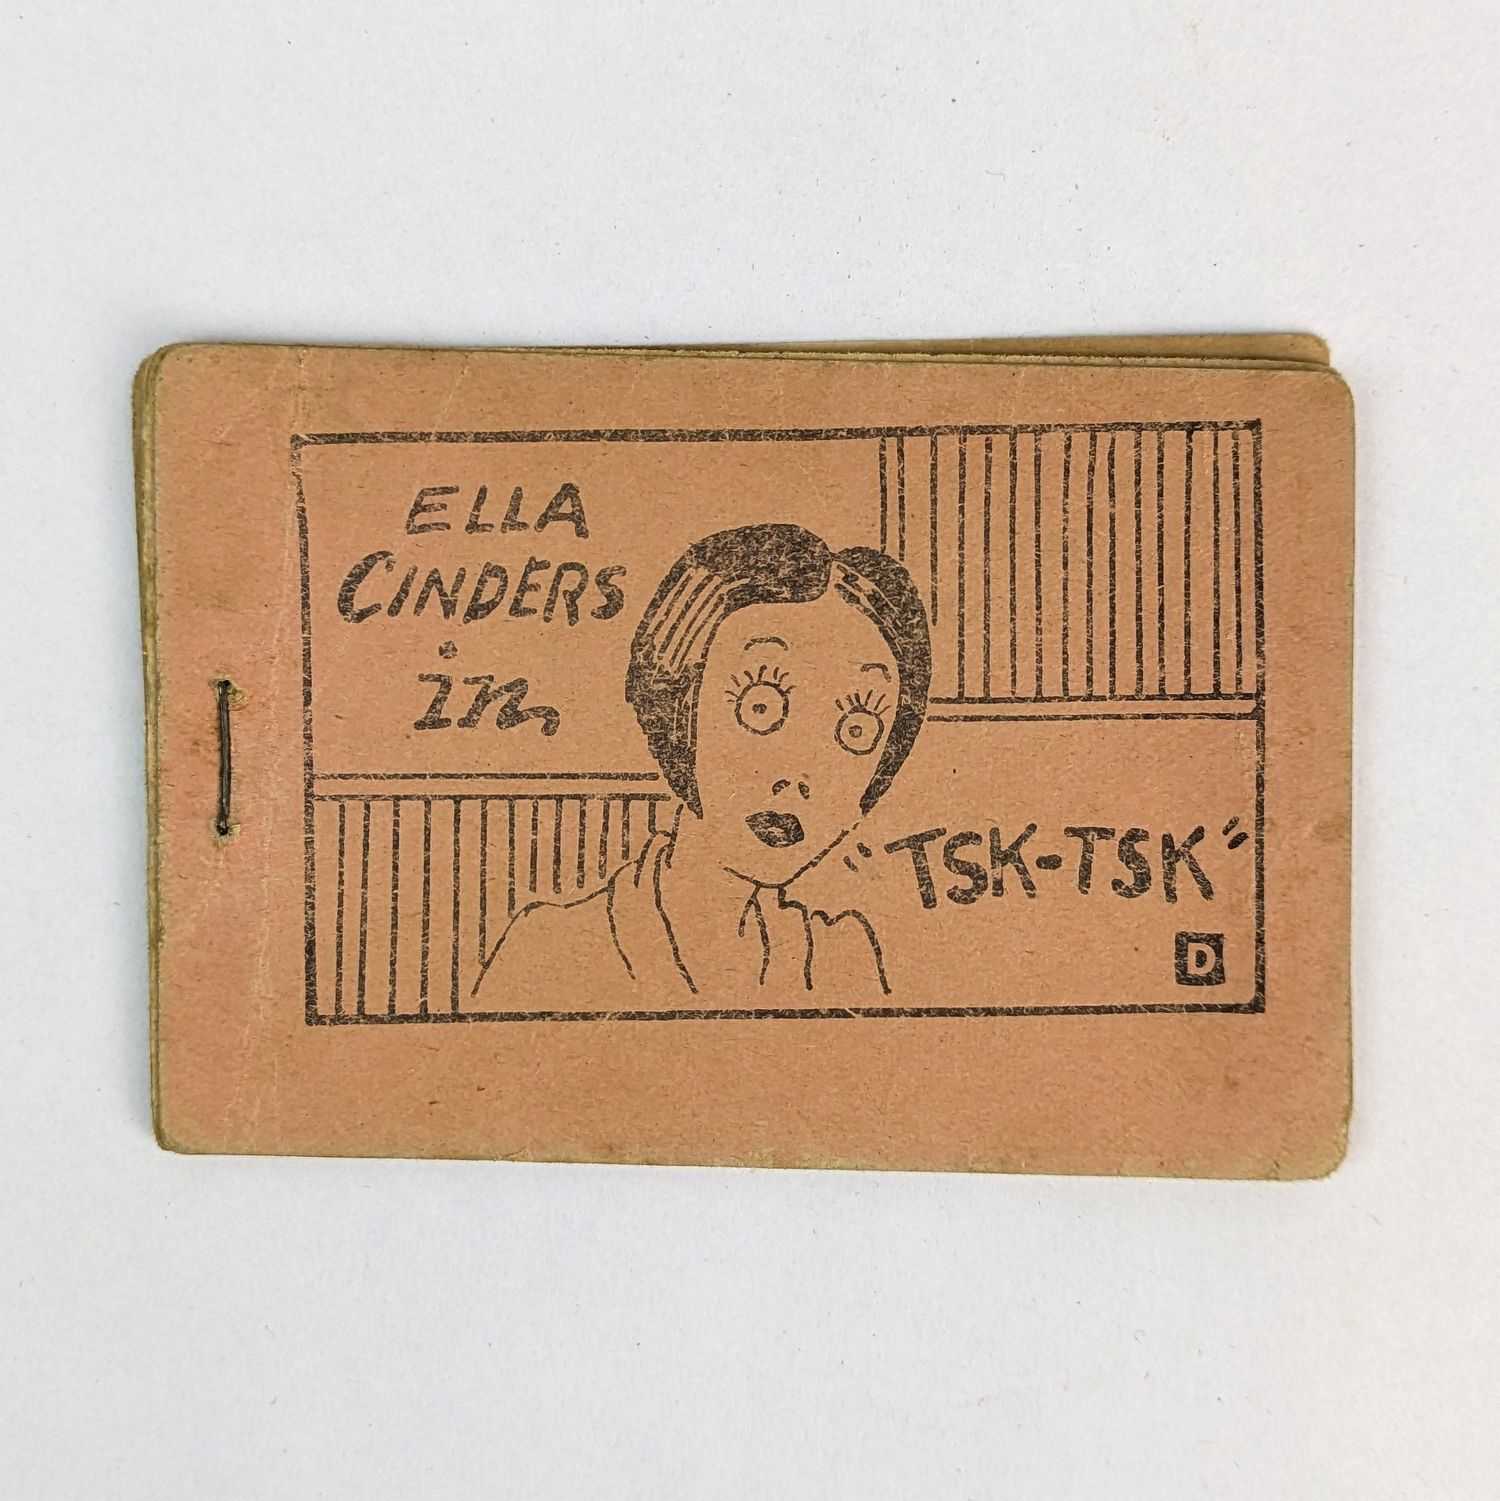 ELLA
CINDERS
in
"TSK-TSK"
D